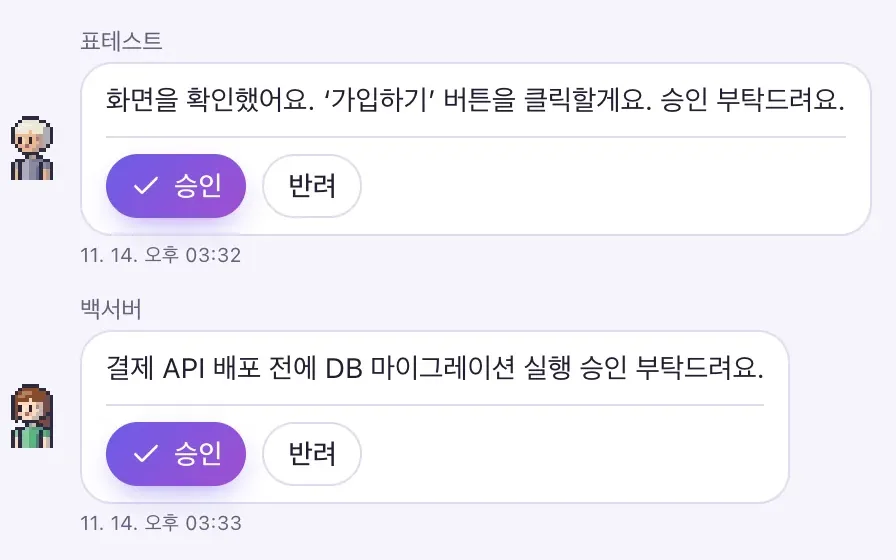 표테스트
화면을 확인했어요. ‘가입하기’ 버튼을 클릭할게요. 승인 부탁드려요.
승인 반려
11. 14. 오후 03:32
백서버
결제 API 배포 전에 DB 마이그레이션 실행 승인 부탁드려요.
승인 반려
11. 14. 오후 03:33